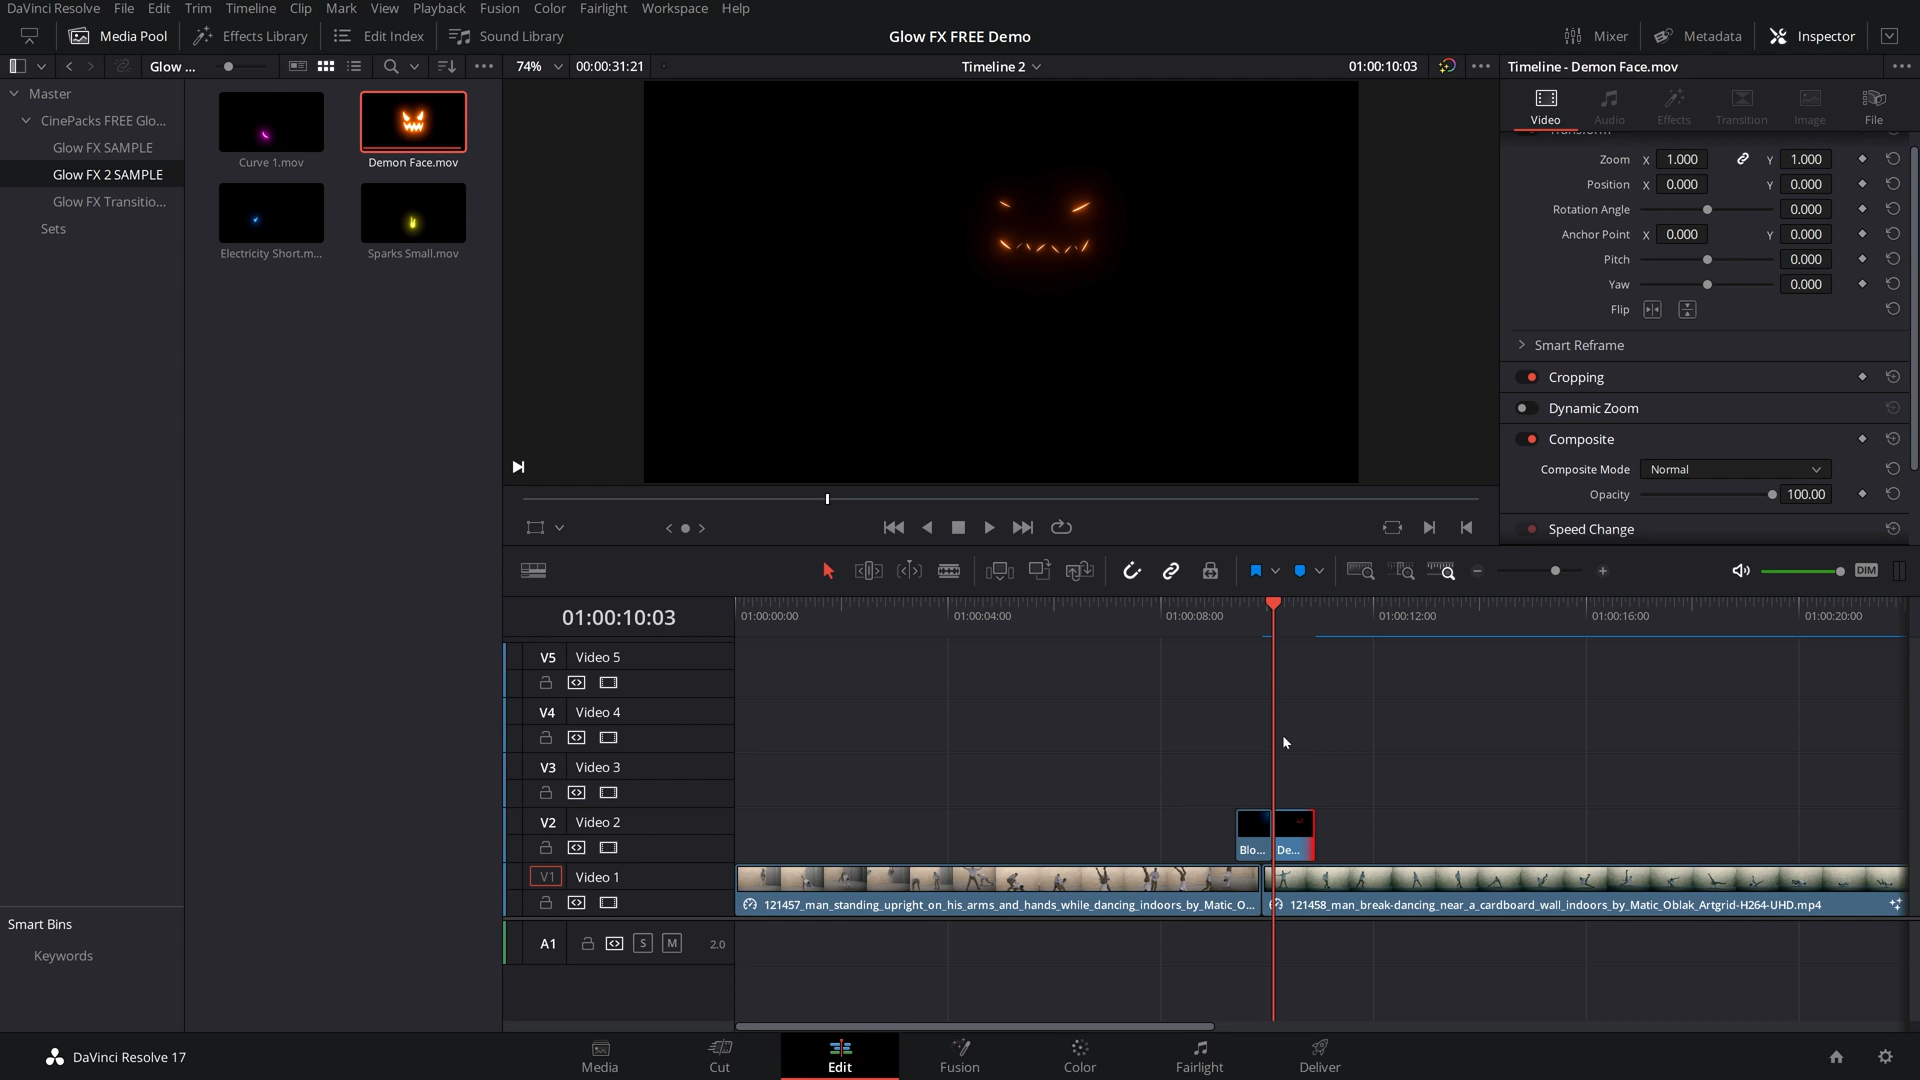 DaVinci Resolve File Edit Trim Timeline Clip Mark View Playback Fusion Color Fairlight Workspace Help
Media Pool Effects Library Edit Index Sound Library Glow FX FREE Demo Mixer Metadata Inspector
Glow ... 74% 00:00:31:21 Timeline 2 01:00:10:03 Timeline - Demon Face.mov
Master
CinePacks FREE Glo...
Glow FX SAMPLE
Glow FX 2 SAMPLE
Glow FX Transitio...
Sets
Curve 1.mov
Demon Face.mov
Electricity Short.m...
Sparks Small.mov
Video Audio Effects Transition Image File
Transform
Zoom X 1.000 Y 1.000
Position X 0.000 Y 0.000
Rotation Angle 0.000
Anchor Point X 0.000 Y 0.000
Pitch 0.000
Yaw 0.000
Flip
Smart Reframe
Cropping
Dynamic Zoom
Composite
Composite Mode Normal
Opacity 100.00
Speed Change
DIM
01:00:10:03
01:00:00:00 01:00:04:00 01:00:08:00 01:00:12:00 01:00:16:00 01:00:20:00
V5 Video 5
V4 Video 4
V3 Video 3
V2 Video 2
Blo... De...
V1 Video 1
121457_man_standing_upright_on_his_arms_and_hands_while_dancing_indoors_by_Matic_O...
121458_man_break-dancing_near_a_cardboard_wall_indoors_by_Matic_Oblak_Artgrid-H264-UHD.mp4
A1 S M 2.0
Smart Bins
Keywords
DaVinci Resolve 17
Media Cut Edit Fusion Color Fairlight Deliver